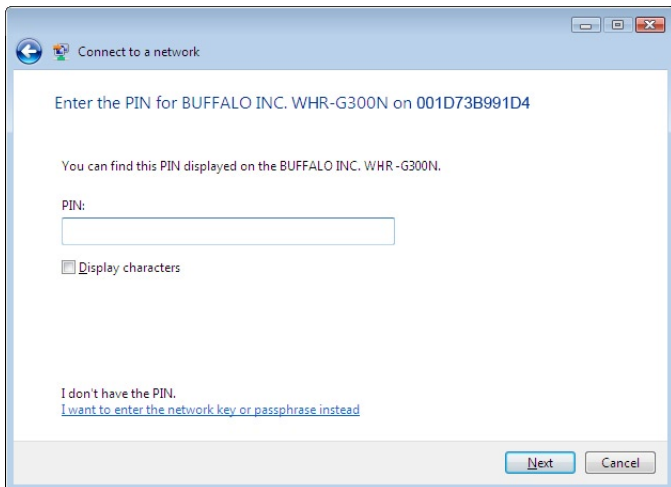 Connect to a network
Enter the PIN for BUFFALO INC. WHR-G300N on 001D73B991D4
You can find this PIN displayed on the BUFFALO INC. WHR-G300N.
PIN:
Display characters
I don't have the PIN.
I want to enter the network key or passphrase instead
Next Cancel